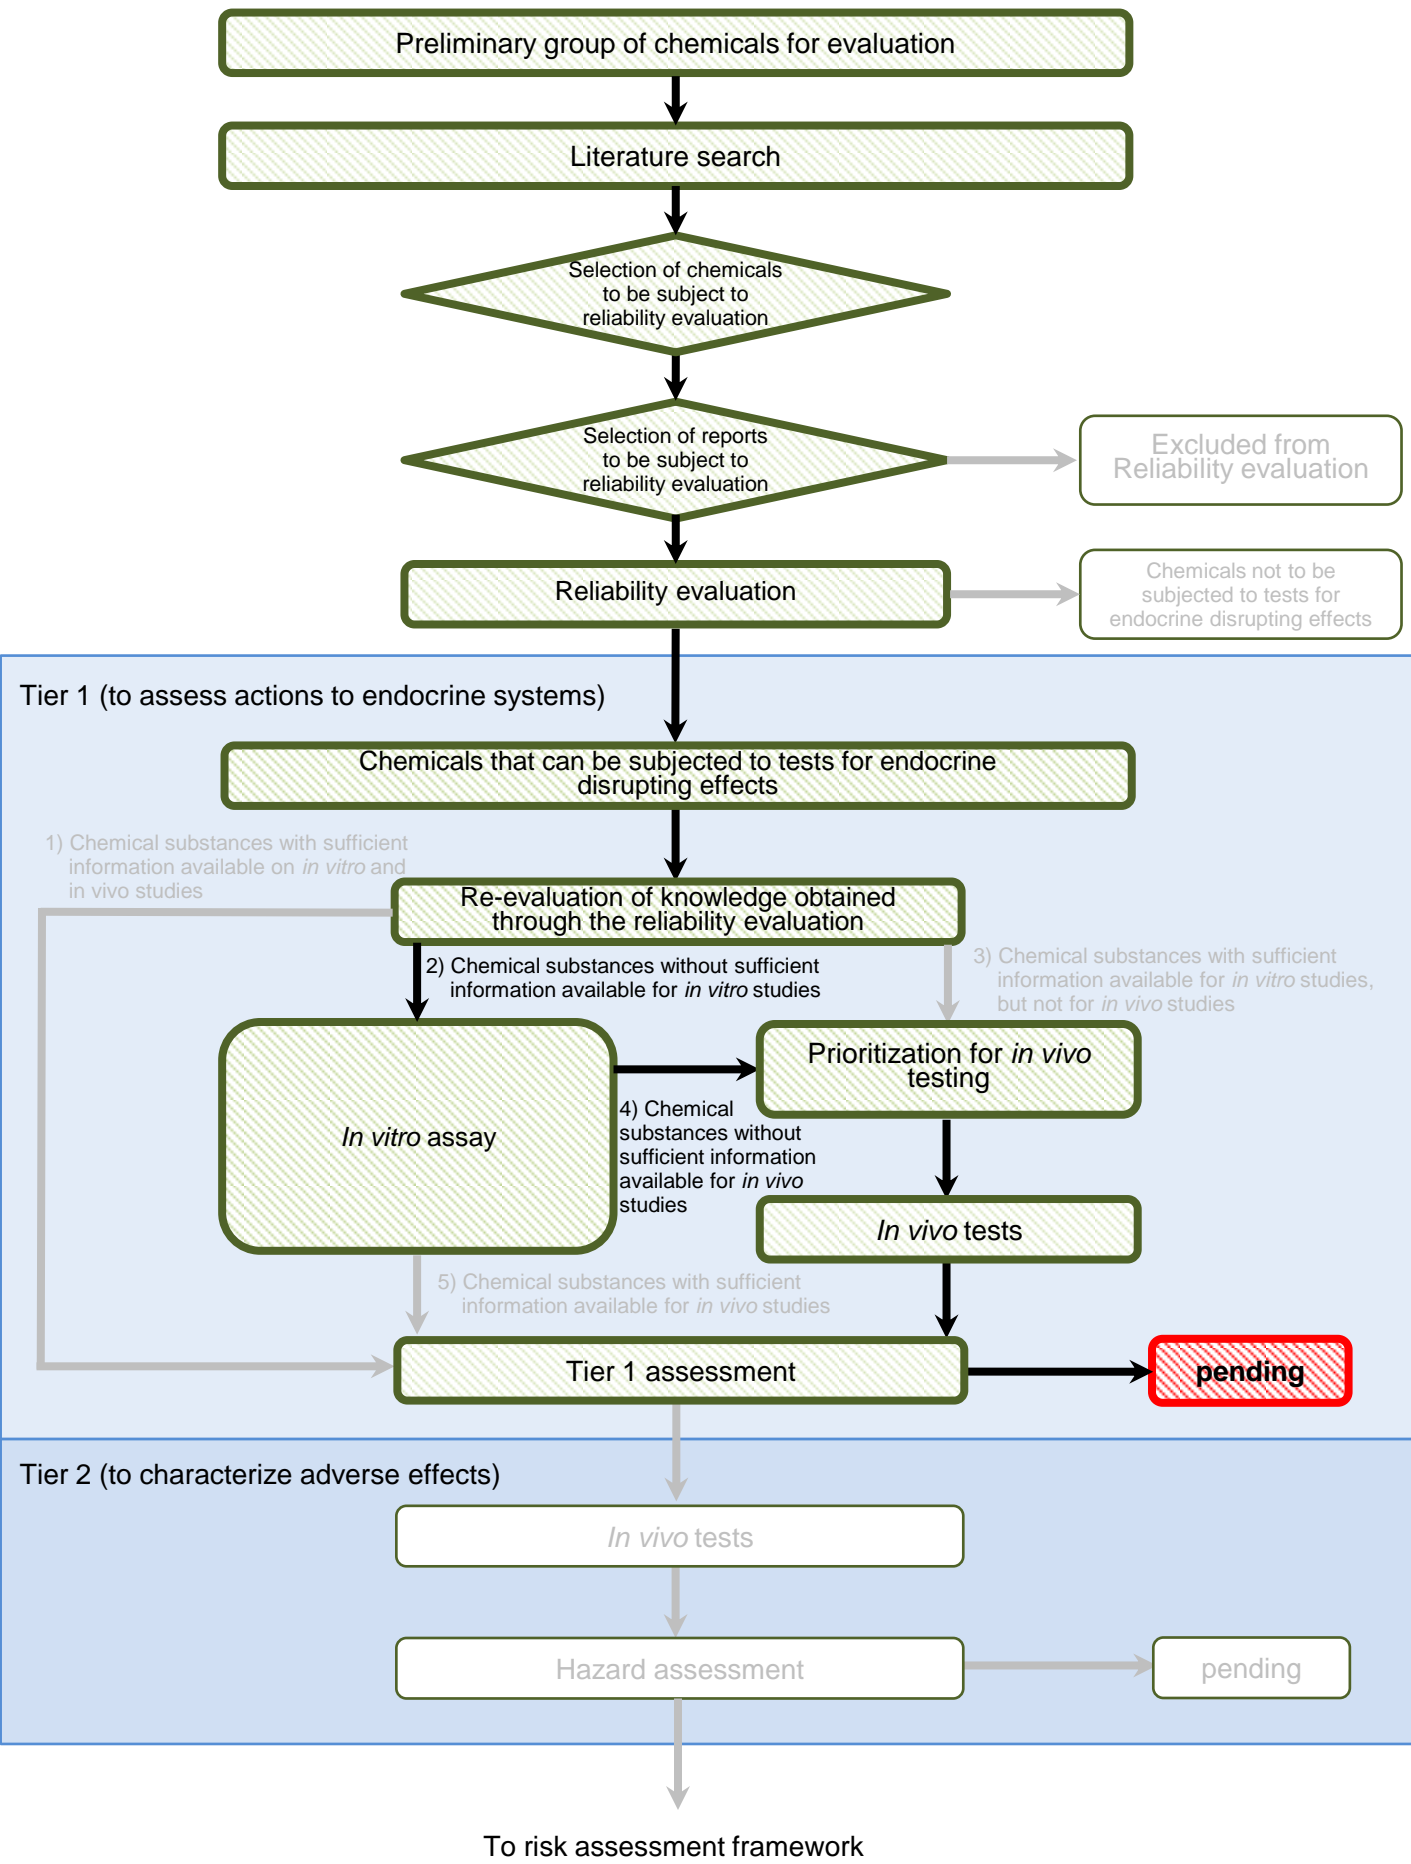 Preliminary group of chemicals for evaluation
Literature search
Selection of chemicals
to be subject to
reliability evaluation
Selection of reports
to be subject to
reliability evaluation
Excluded from
Reliability evaluation
Reliability evaluation
Chemicals not to be
subjected to tests for
endocrine disrupting effects
Tier 1 (to assess actions to endocrine systems)
Chemicals that can be subjected to tests for endocrine
disrupting effects
1) Chemical substances with sufficient
information available on in vitro and
in vivo studies
Re-evaluation of knowledge obtained
through the reliability evaluation
2) Chemical substances without sufficient
information available for in vitro studies
3) Chemical substances with sufficient
information available for in vitro studies,
but not for in vivo studies
In vitro assay
Prioritization for in vivo
testing
4) Chemical
substances without
sufficient information
available for in vivo
studies
In vivo tests
5) Chemical substances with sufficient
information available for in vivo studies
Tier 1 assessment
pending
Tier 2 (to characterize adverse effects)
In vivo tests
Hazard assessment
pending
To risk assessment framework